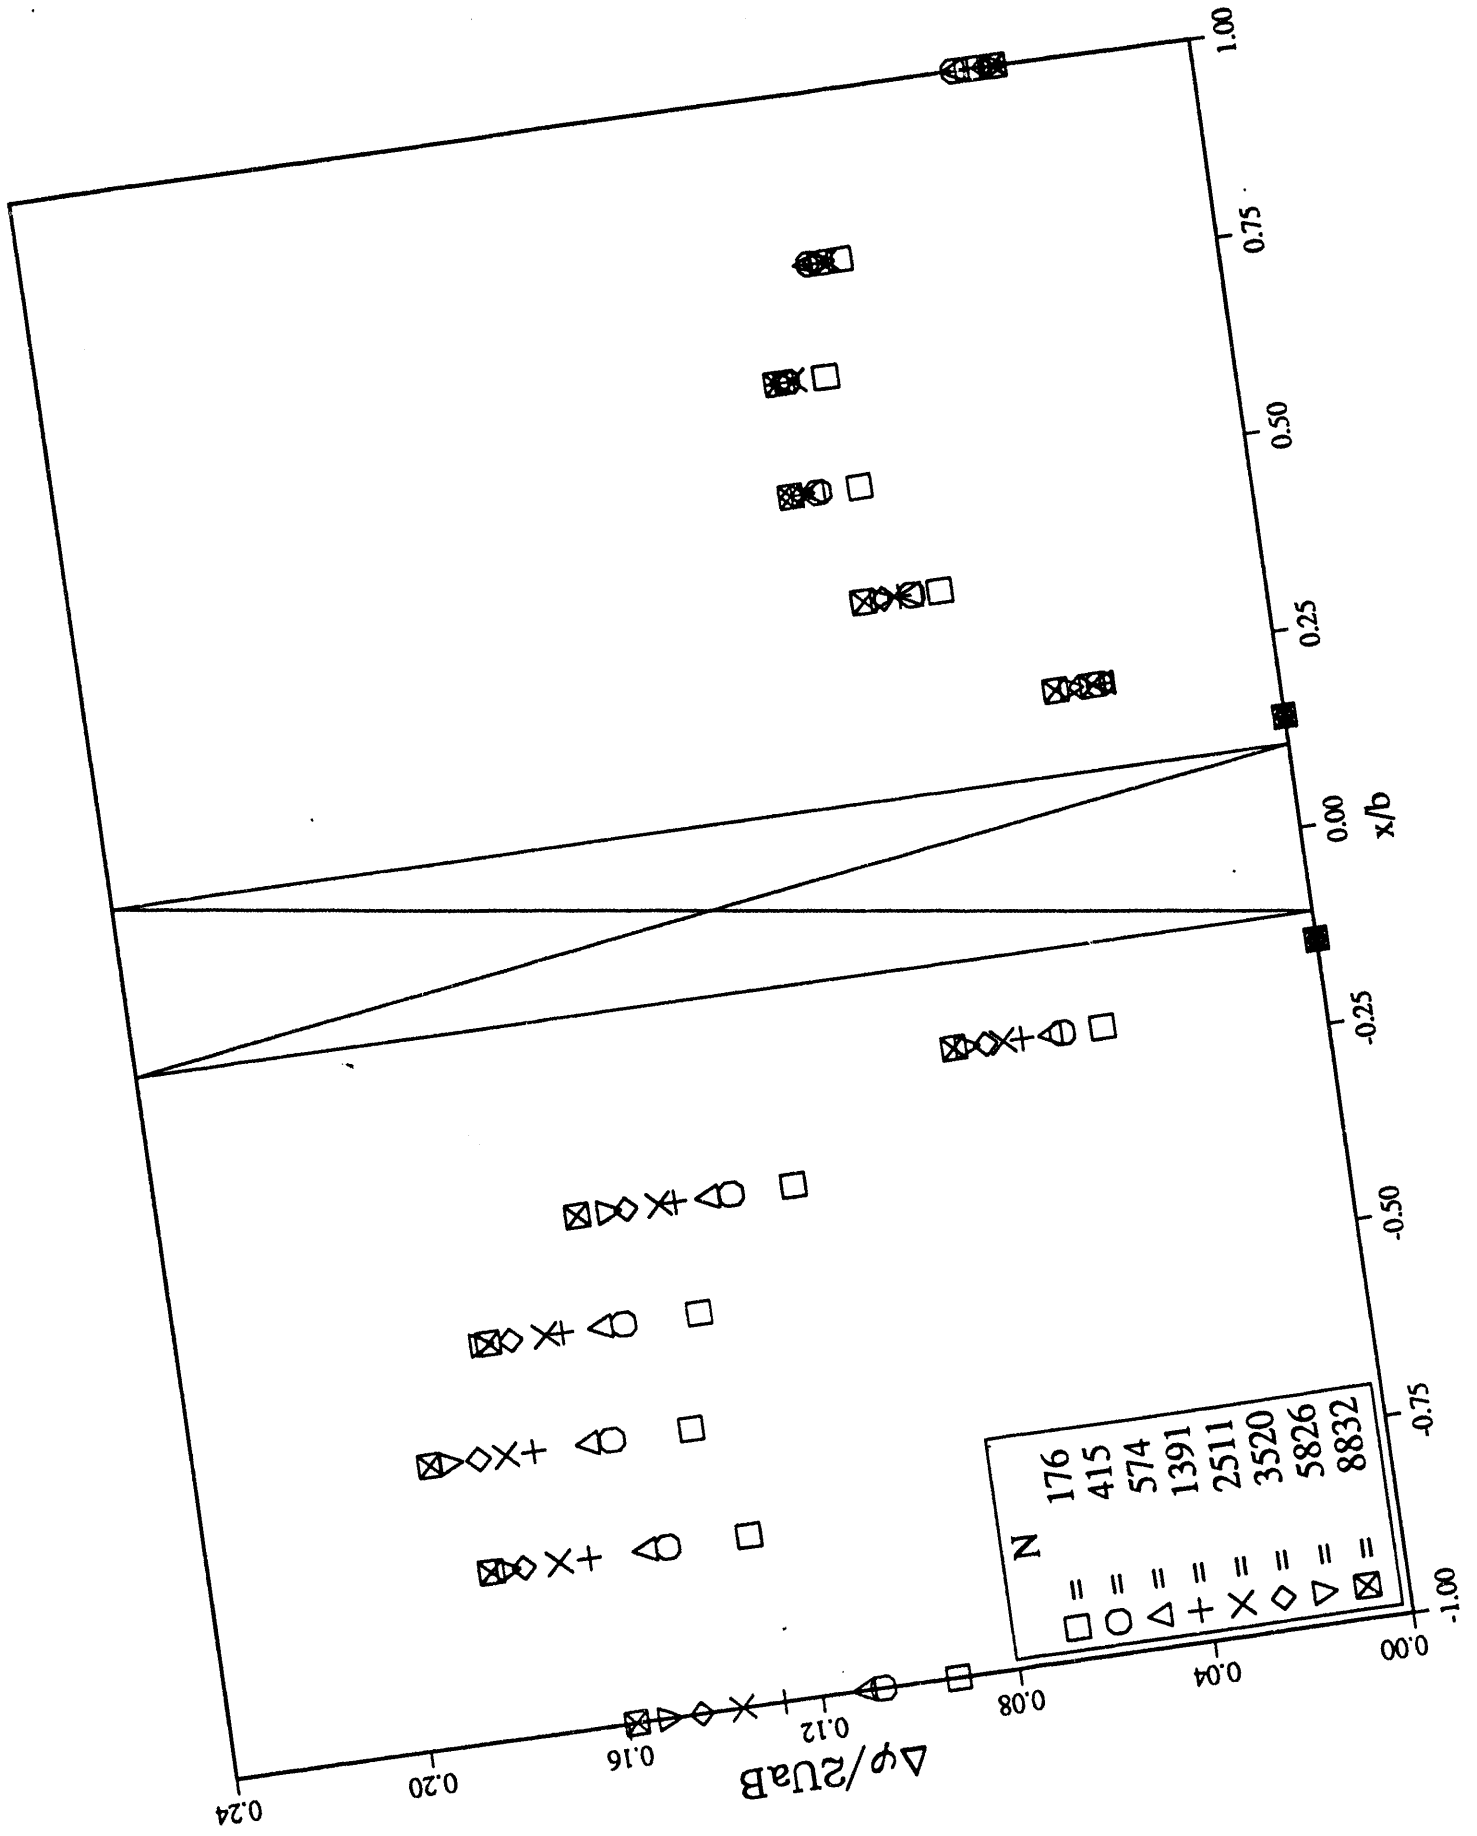 0.24
0.20
0.16
0.12
0.08
0.04
0.00
Δφ/2UaB
N
□ = 176
○ = 415
△ = 574
+ = 1391
× = 2511
◇ = 3520
▽ = 5826
⊠ = 8832
-1.00
-0.75
-0.50
-0.25
0.00
0.25
0.50
0.75
1.00
x/b